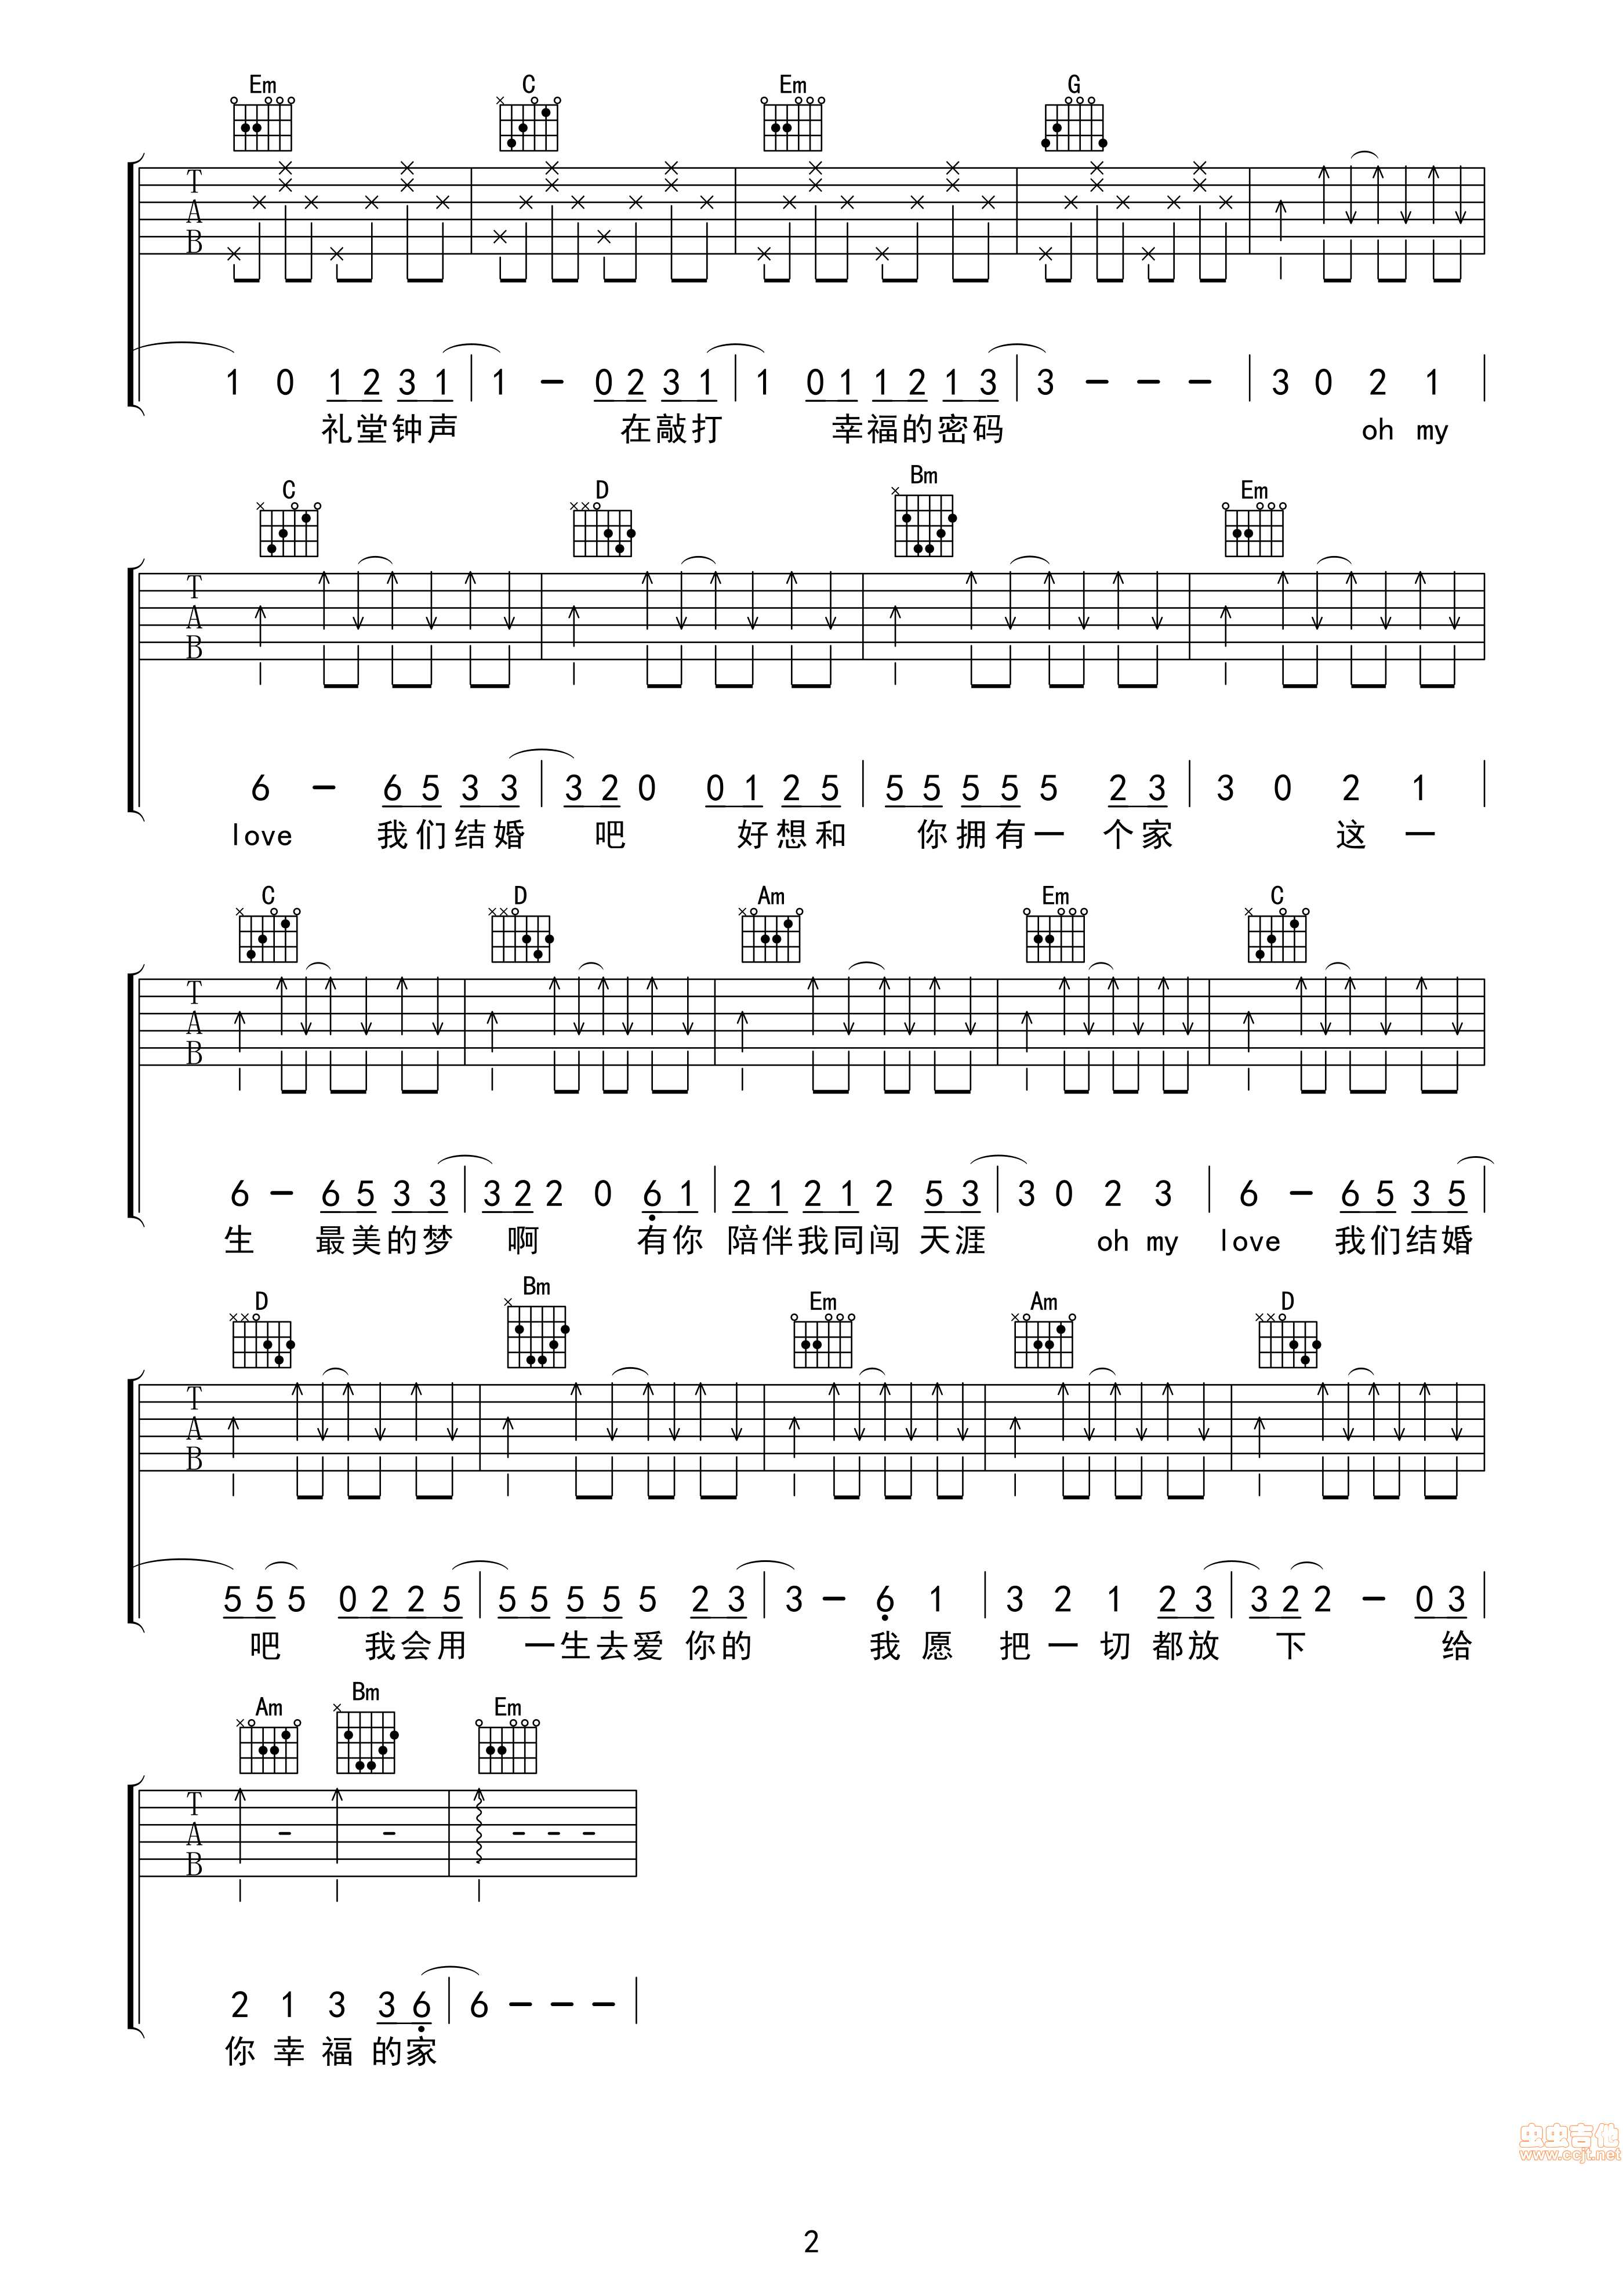 Em C Em G
T
A
B
1 0 1 2 3 1 | 1 – 0 2 3 1 | 1 0 1 1 2 1 3 | 3 – – – | 3 0 2 1 |
礼堂钟声 在敲打 幸福的密码 oh my
C D Bm Em
T
A
B
6 – 6 5 3 3 | 3 2 0 0 1 2 5 | 5 5 5 5 5 2 3 | 3 0 2 1 |
love 我们结婚 吧 好想和 你拥有一 个家 这 一
C D Am Em C
T
A
B
6 – 6 5 3 3 | 3 2 2 0 6̣ 1 | 2 1 2 1 2 5 3 | 3 0 2 3 | 6 – 6 5 3 5 |
生 最美的梦 啊 有你 陪伴我同闯 天涯 oh my love 我们结婚
D Bm Em Am D
T
A
B
5 5 5 0 2 2 5 | 5 5 5 5 5 2 3 | 3 – 6̣ 1 | 3 2 1 2 3 | 3 2 2 – 0 3 |
吧 我会用 一生去爱 你的 我 愿 把 一 切 都放 下 给
Am Bm Em
T
A
B
2 1 3 3 6̣ | 6 – – – |
你 幸 福 的家
虫虫吉他
www.ccjt.net
2